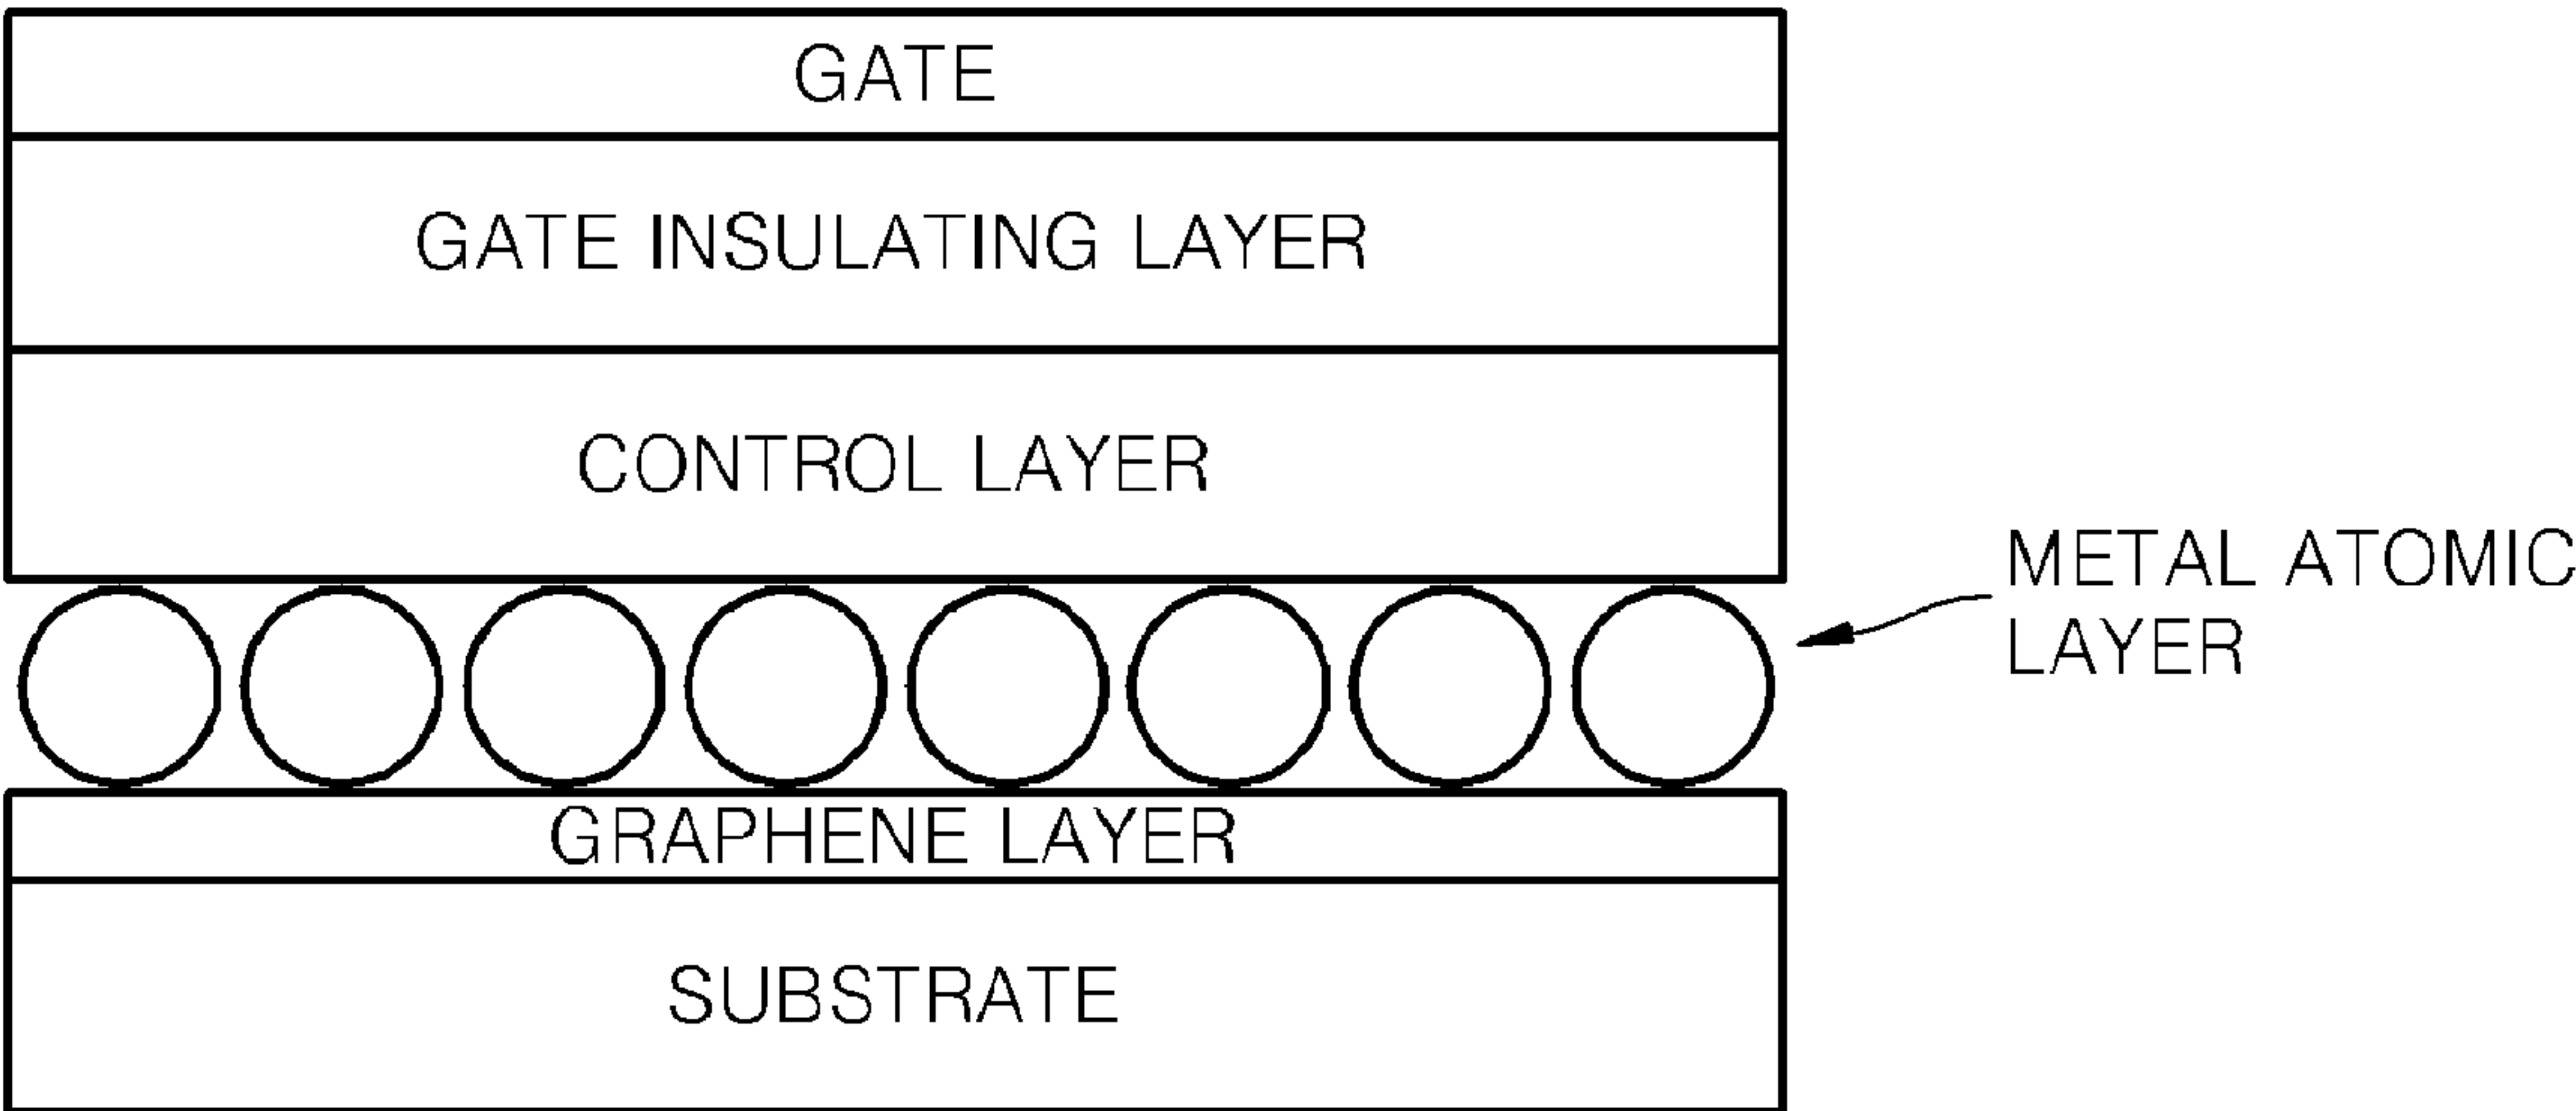 GATE
GATE INSULATING LAYER
CONTROL LAYER
METAL ATOMIC
LAYER
GRAPHENE LAYER
SUBSTRATE